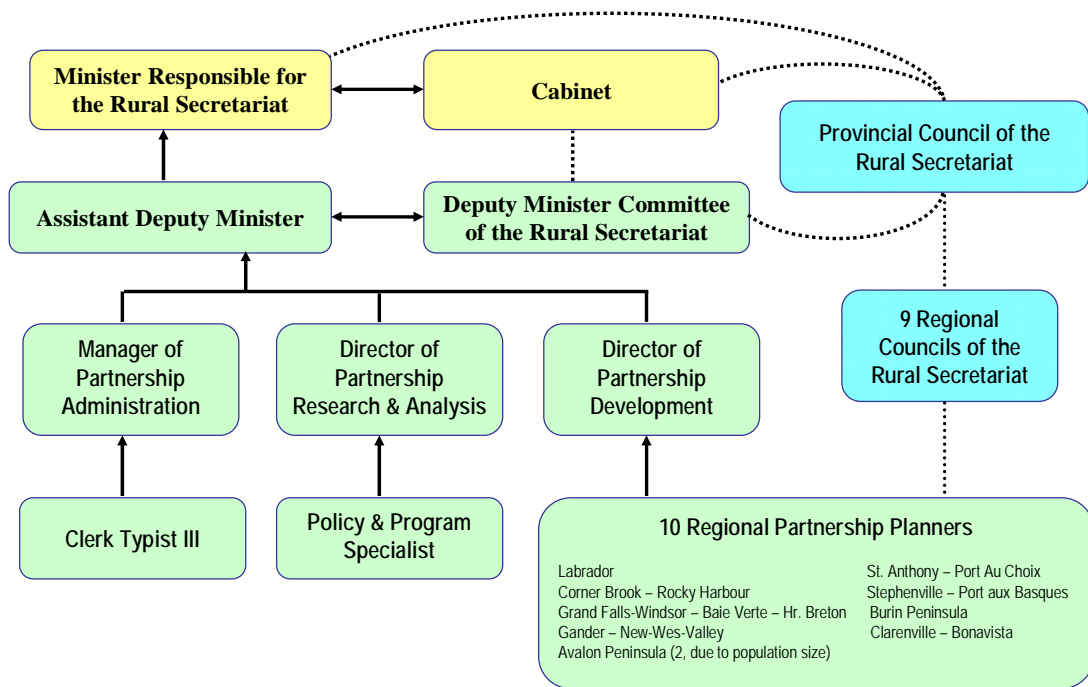 Minister Responsible for
the Rural Secretariat
Cabinet
Provincial Council of the
Rural Secretariat
Assistant Deputy Minister
Deputy Minister Committee
of the Rural Secretariat
9 Regional
Councils of the
Rural Secretariat
Manager of
Partnership
Administration
Director of
Partnership
Research & Analysis
Director of
Partnership
Development
Clerk Typist III
Policy & Program
Specialist
10 Regional Partnership Planners
Labrador
Corner Brook – Rocky Harbour
Grand Falls-Windsor – Baie Verte – Hr. Breton
Gander – New-Wes-Valley
Avalon Peninsula (2, due to population size)
St. Anthony – Port Au Choix
Stephenville – Port aux Basques
Burin Peninsula
Clarenville – Bonavista